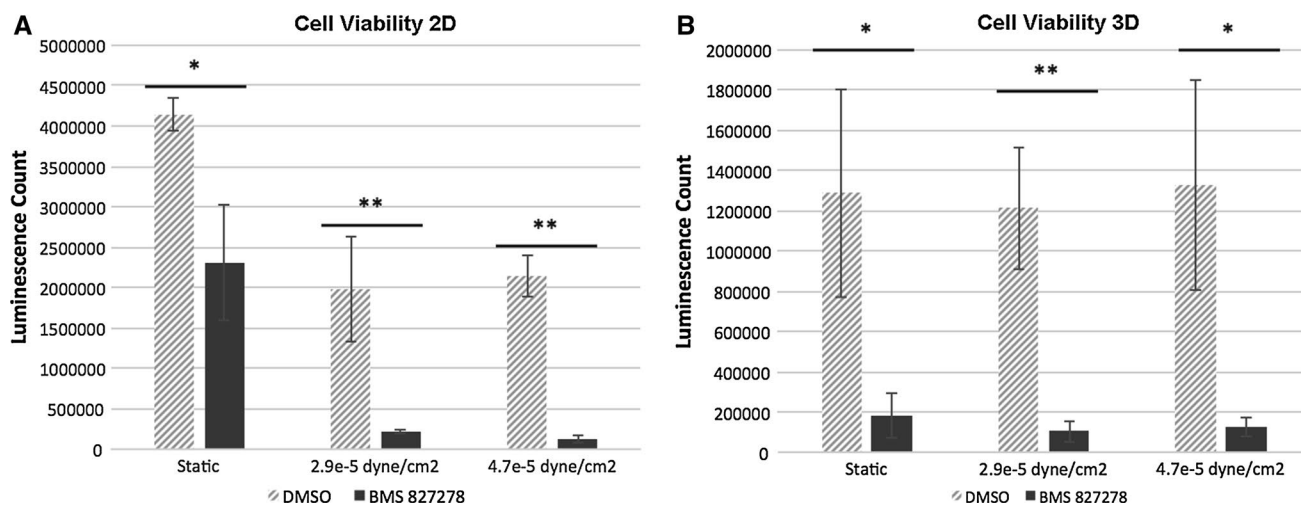 A
Cell Viability 2D
Luminescence Count
5000000
4500000
4000000
3500000
3000000
2500000
2000000
1500000
1000000
500000
0
*
**
**
Static
2.9e-5 dyne/cm2
4.7e-5 dyne/cm2
DMSO
BMS 827278
B
Cell Viability 3D
Luminescence Count
2000000
1800000
1600000
1400000
1200000
1000000
800000
600000
400000
200000
0
*
**
*
Static
2.9e-5 dyne/cm2
4.7e-5 dyne/cm2
DMSO
BMS 827278